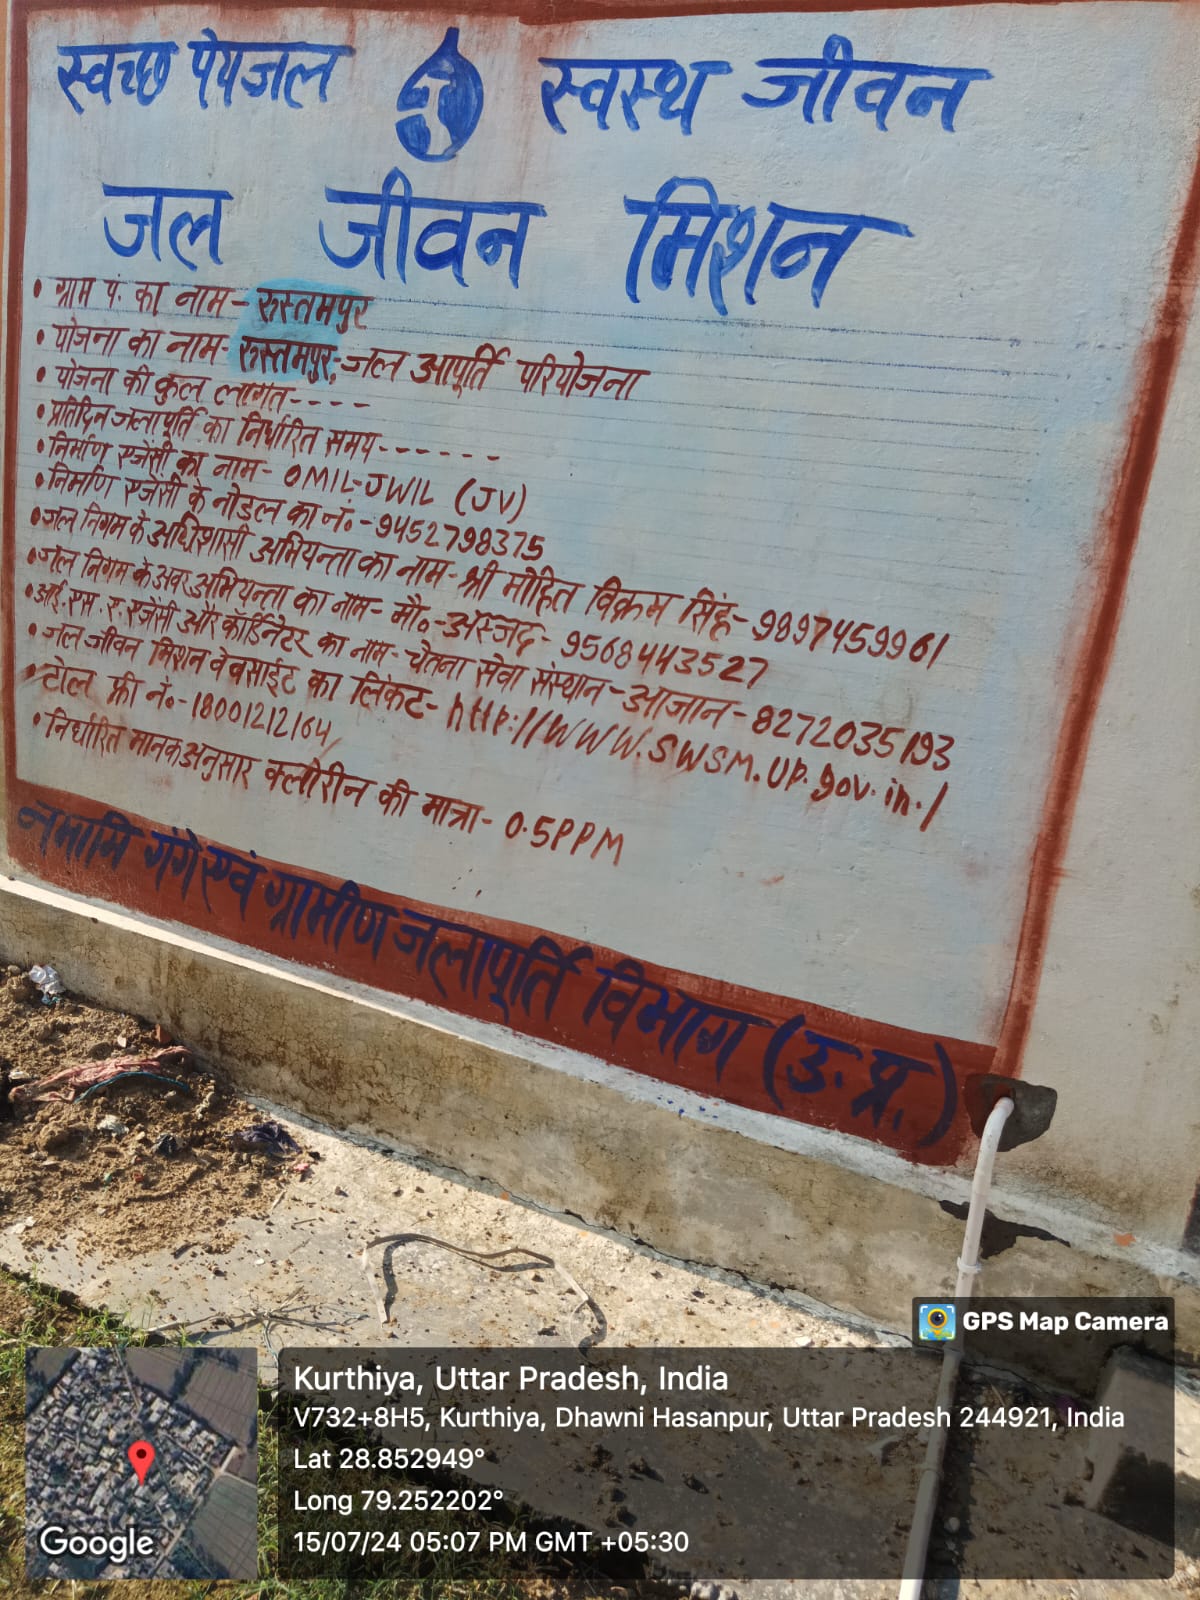 स्वच्छ पेयजल स्वस्थ जीवन
जल जीवन मिशन
• ग्राम पं. का नाम- रुस्तमपुर
• योजना का नाम- रुस्तमपुर, जल आपूर्ति परियोजना
• योजना की कुल लागत----
• प्रतिदिन जलापूर्ति का निर्धारित समय------
• निर्माण एजेंसी का नाम- OMIL-JWIL (JV)
• निर्माण एजेंसी के नोडल का नं०-9452798375
• जल निगम के अधिशासी अभियन्ता का नाम- श्री मोहित विक्रम सिंह- 9897459961
• जल निगम के अवर अभियन्ता का नाम- मौ०-अस्जद- 9568443527
• आई.एस.ए. एजेंसी और कॉर्डिनेटर का नाम- चेतना सेवा संस्थान-आजान-8272035193
• जल जीवन मिशन वेबसाईट का लिंकट- http://www.swsm.up.gov.in./
• टोल फ्री नं०-18001212164
• निर्धारित मानकअनुसार क्लोरीन की मात्रा- 0.5PPM
नमामि गंगे एवं ग्रामीण जलापूर्ति विभाग (उ.प्र.)
GPS Map Camera
Kurthiya, Uttar Pradesh, India
V732+8H5, Kurthiya, Dhawni Hasanpur, Uttar Pradesh 244921, India
Lat 28.852949°
Long 79.252202°
15/07/24 05:07 PM GMT +05:30
Google